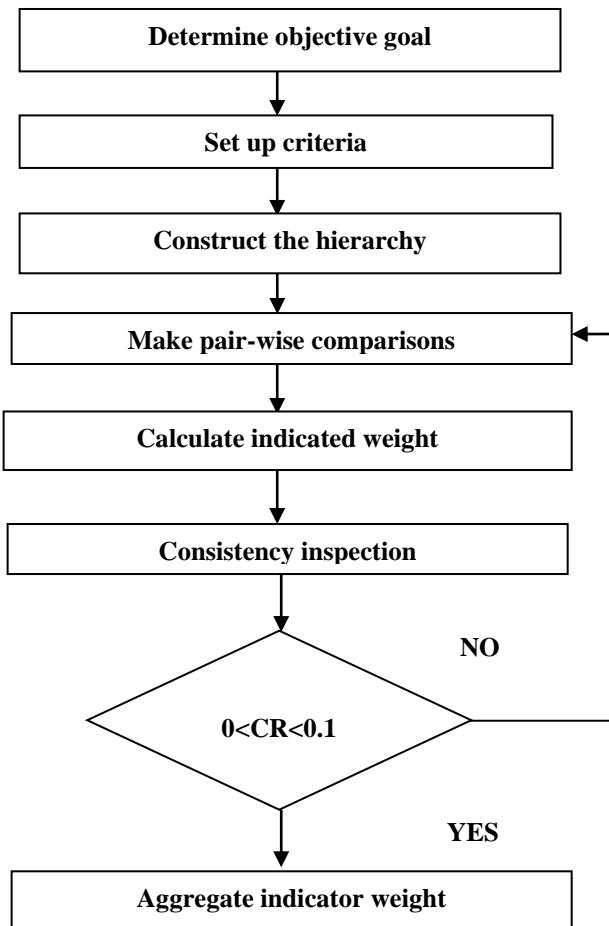 Determine objective goal
Set up criteria
Construct the hierarchy
Make pair-wise comparisons
Calculate indicated weight
Consistency inspection
NO
0<CR<0.1
YES
Aggregate indicator weight